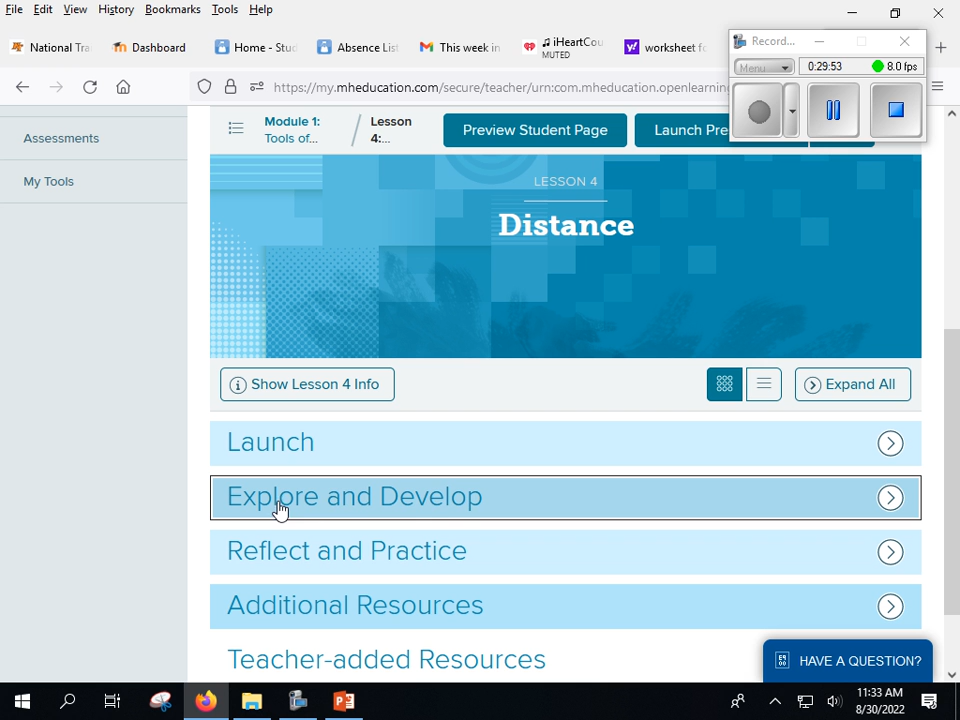 File Edit View History Bookmarks Tools Help
National Tra
Dashboard
Home - Stud
Absence List
This week in
iHeartCou
MUTED
worksheet fo
Record...
Menu
0:29:53
8.0 fps
https://my.mheducation.com/secure/teacher/urn:com.mheducation.openlearning
Assessments
My Tools
Module 1:
Tools of...
Lesson
4:...
Preview Student Page
Launch Pre
LESSON 4
Distance
Show Lesson 4 Info
Expand All
Launch
Explore and Develop
Reflect and Practice
Additional Resources
Teacher-added Resources
HAVE A QUESTION?
11:33 AM
8/30/2022